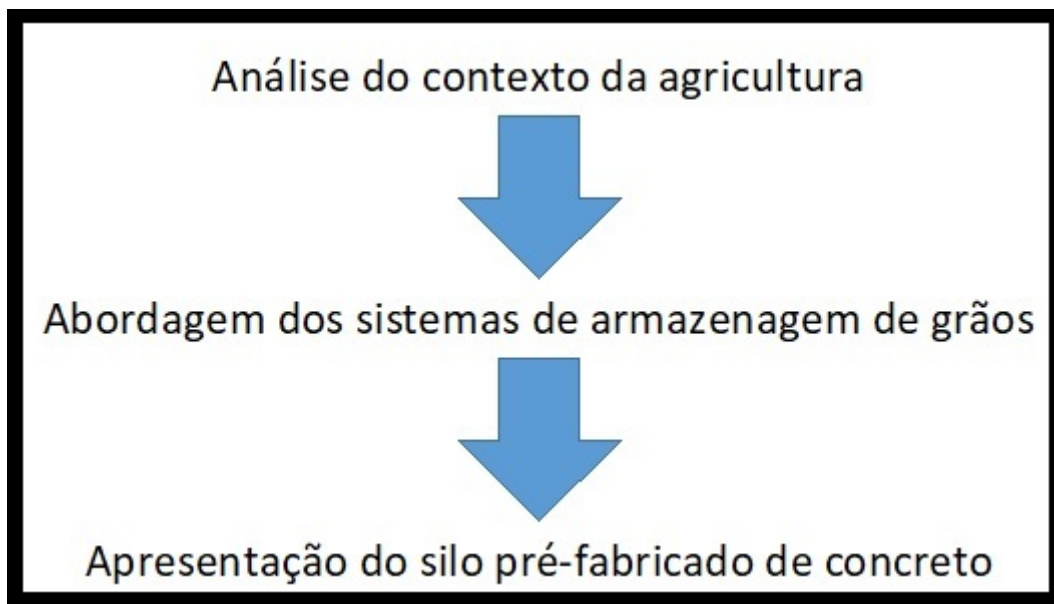 Análise do contexto da agricultura
Abordagem dos sistemas de armazenagem de grãos
Apresentação do silo pré-fabricado de concreto